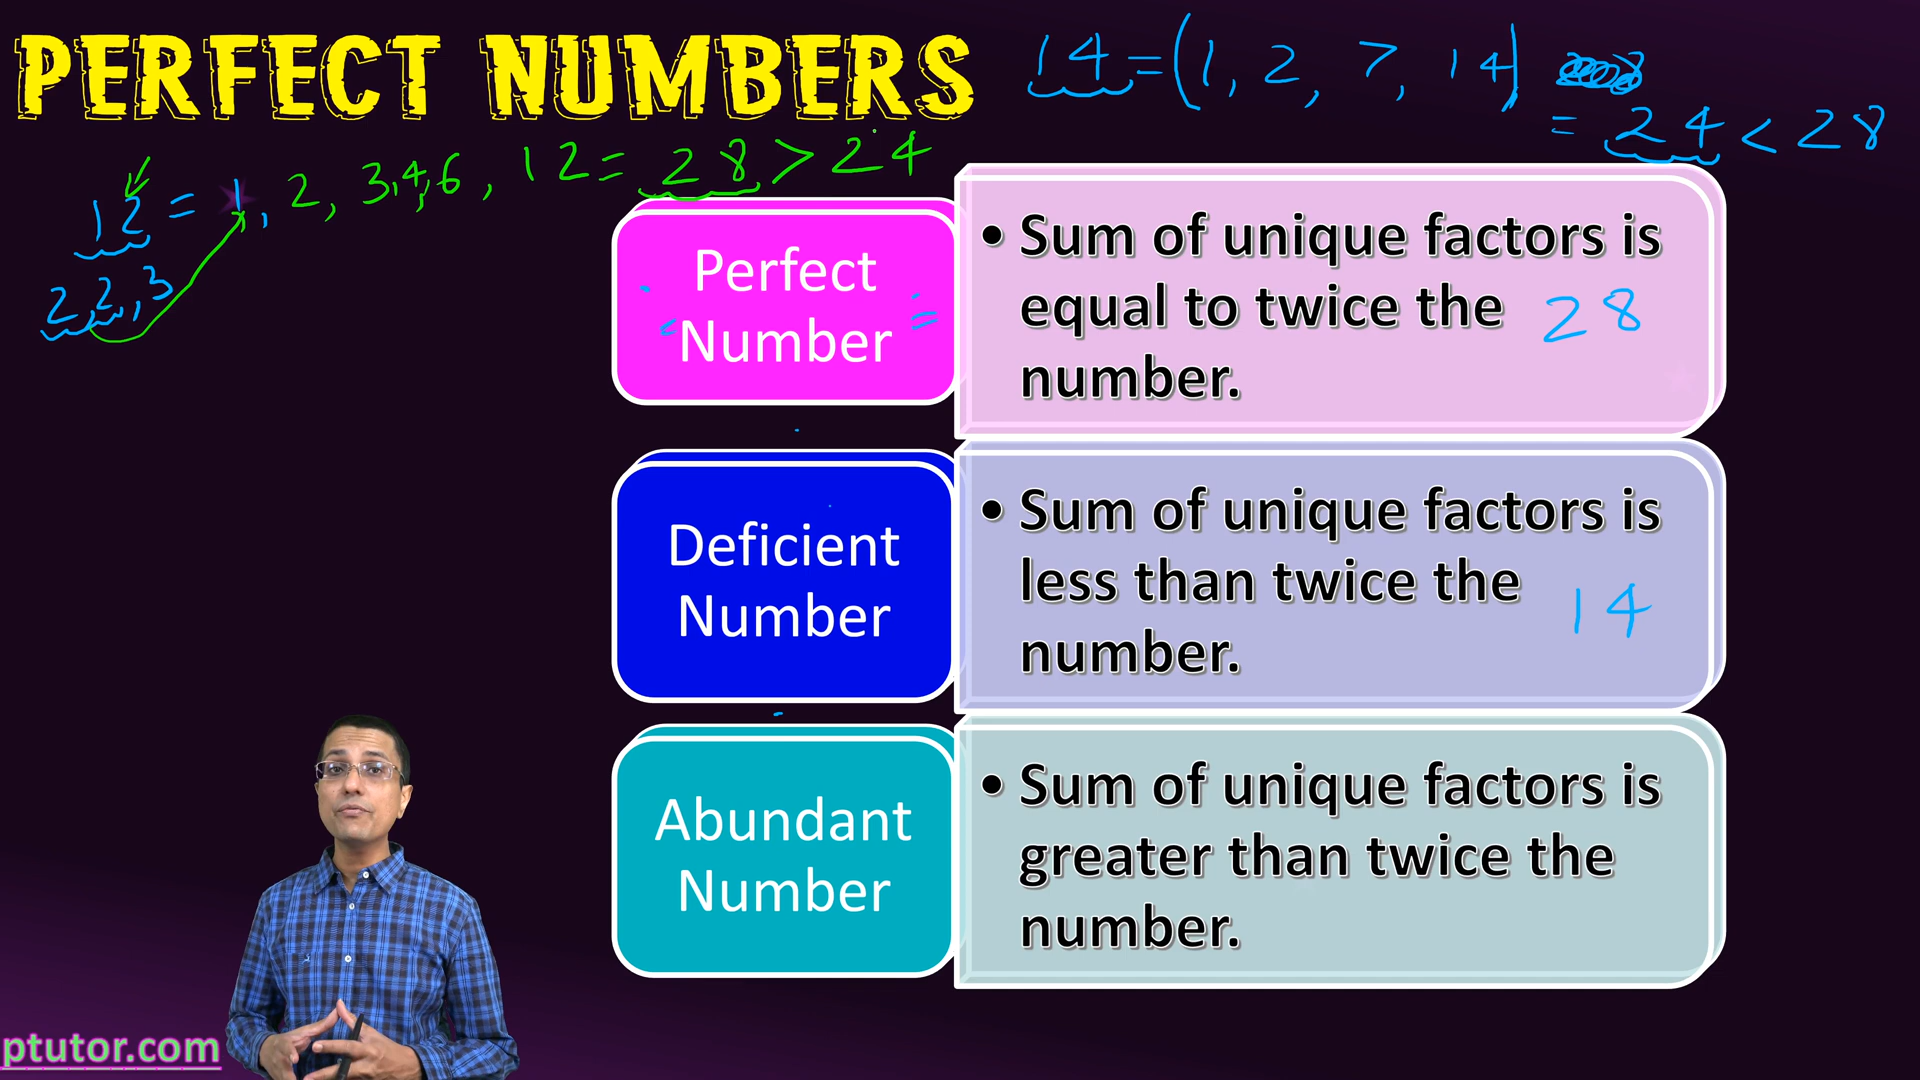 PERFECT NUMBERS
14 = (1, 2, 7, 14)
= 24 < 28
12 = 1, 2, 3, 4, 6, 12 = 28 > 24
2, 2, 3
Perfect
Number
• Sum of unique factors is
equal to twice the
number.
28
Deficient
Number
• Sum of unique factors is
less than twice the
number.
14
Abundant
Number
• Sum of unique factors is
greater than twice the
number.
ptutor.com